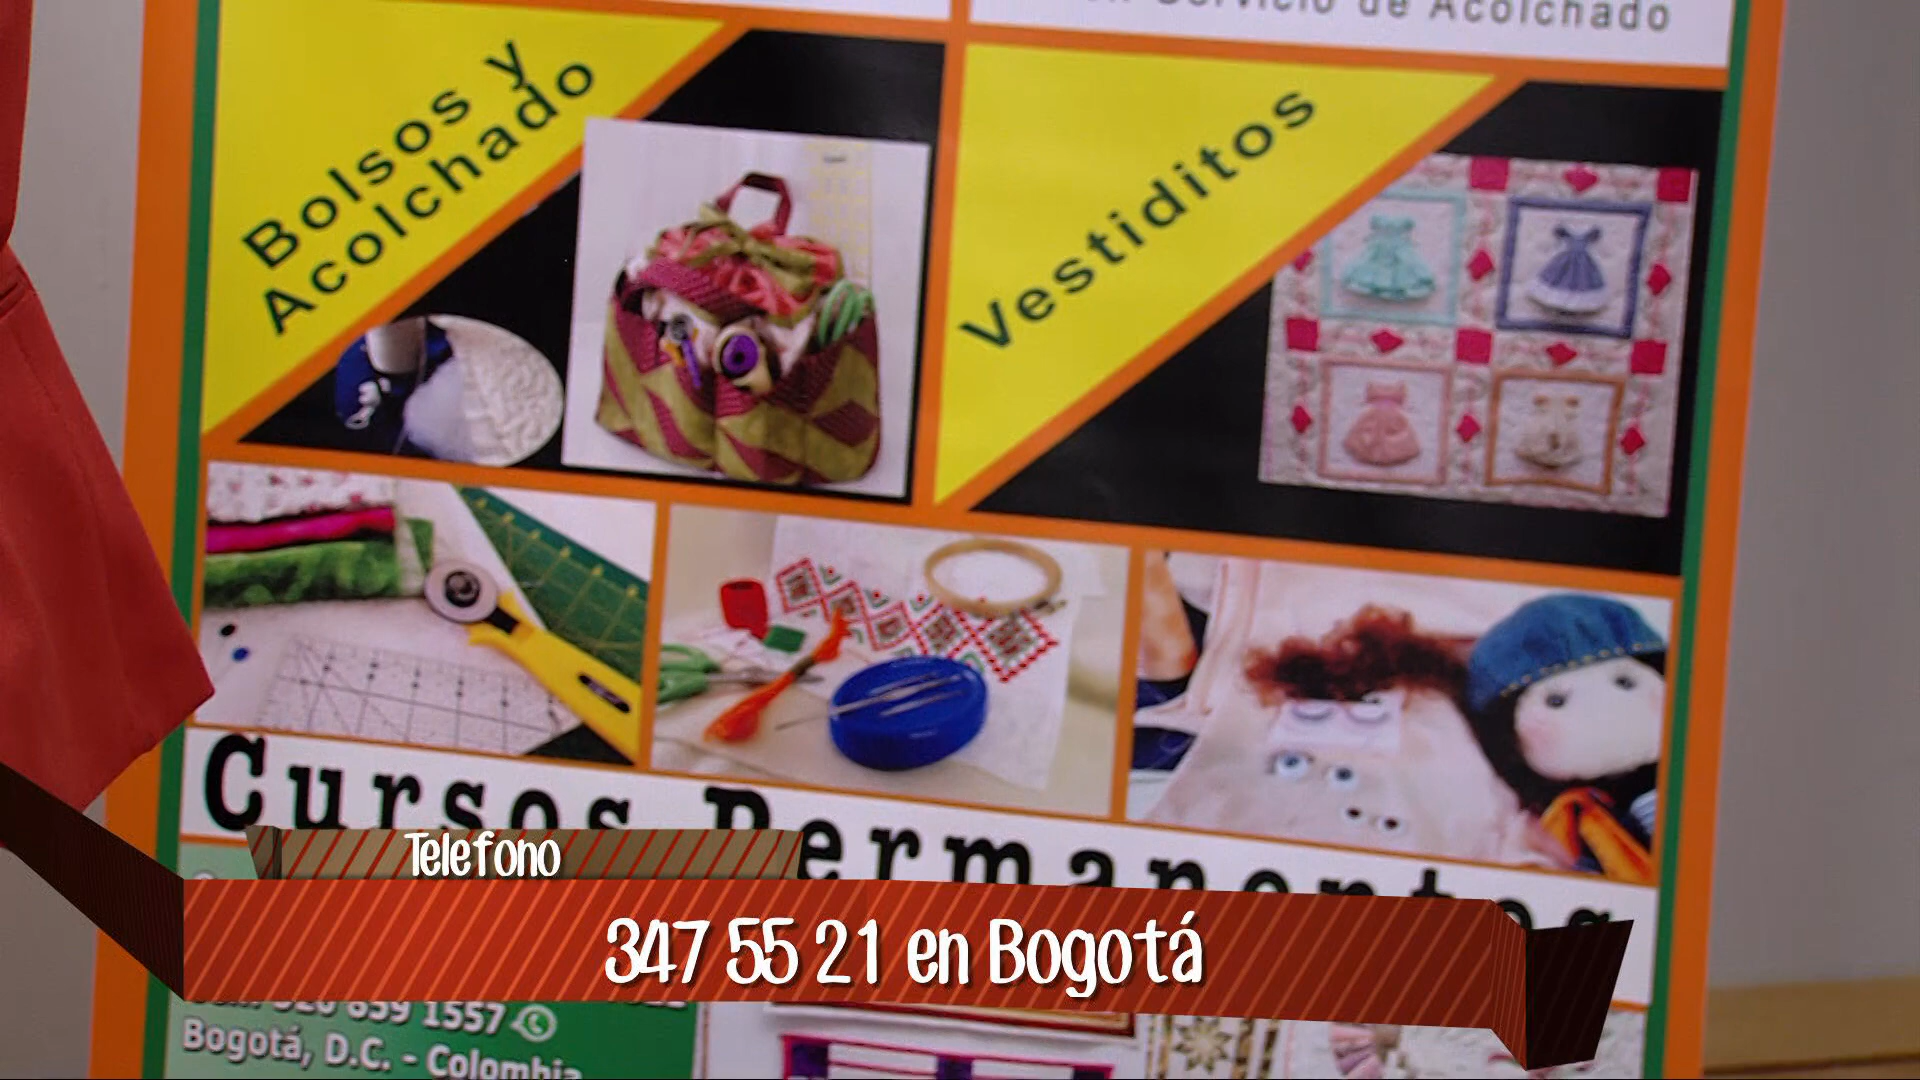 Servicio de Acolchado
Bolsos y
Acolchado
Vestiditos
Cursos Permanentes
Telefono
347 55 21 en Bogotá
1557
Bogotá, D.C. - Colombia